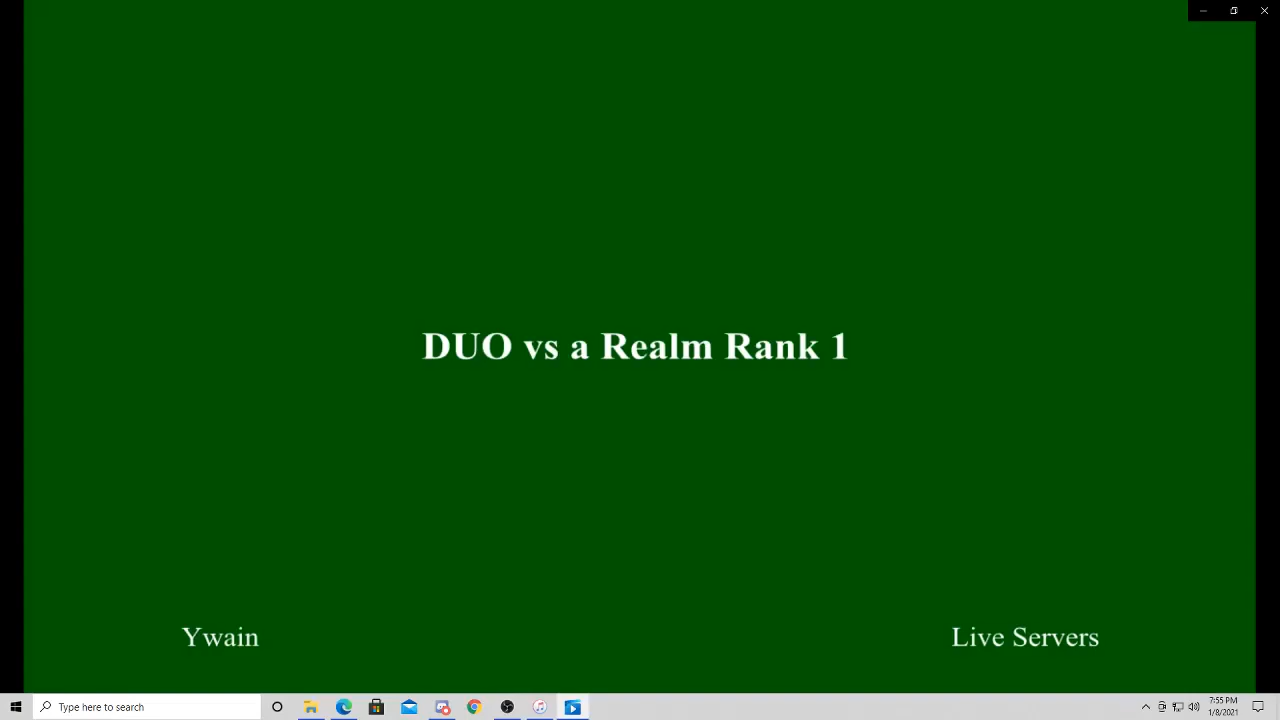 DUO vs a Realm Rank 1
Ywain
Live Servers
Type here to search
7:55 PM
1/8/2021